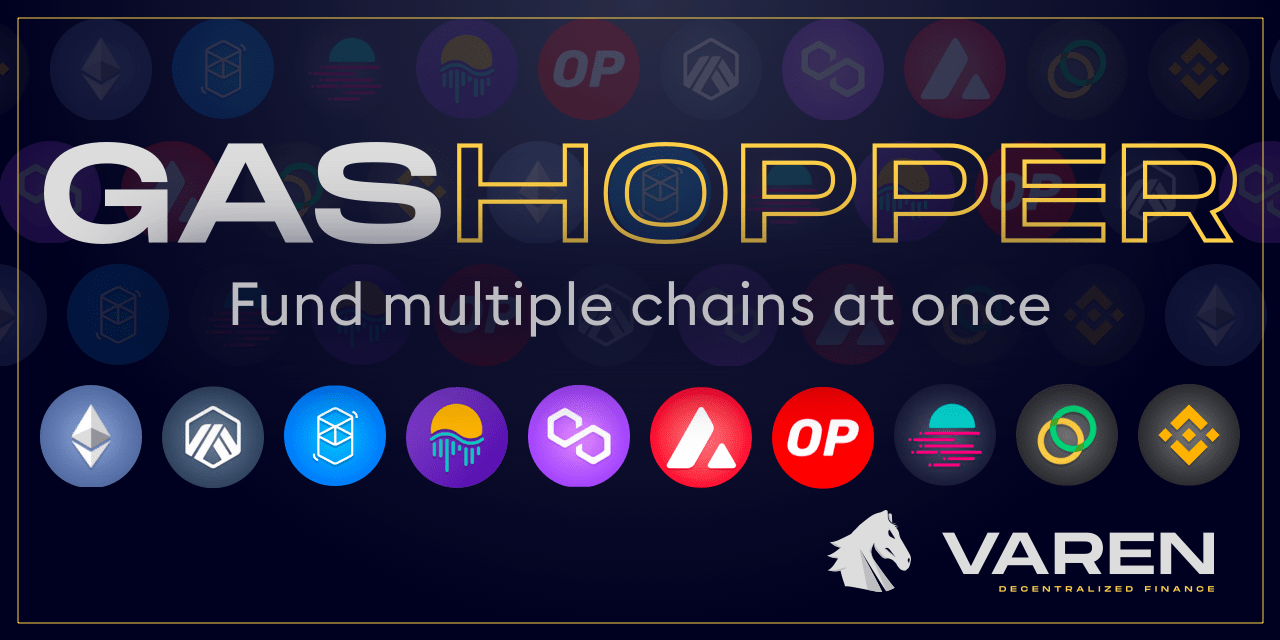 GASHOPPER
Fund multiple chains at once
OP
VAREN
DECENTRALIZED FINANCE